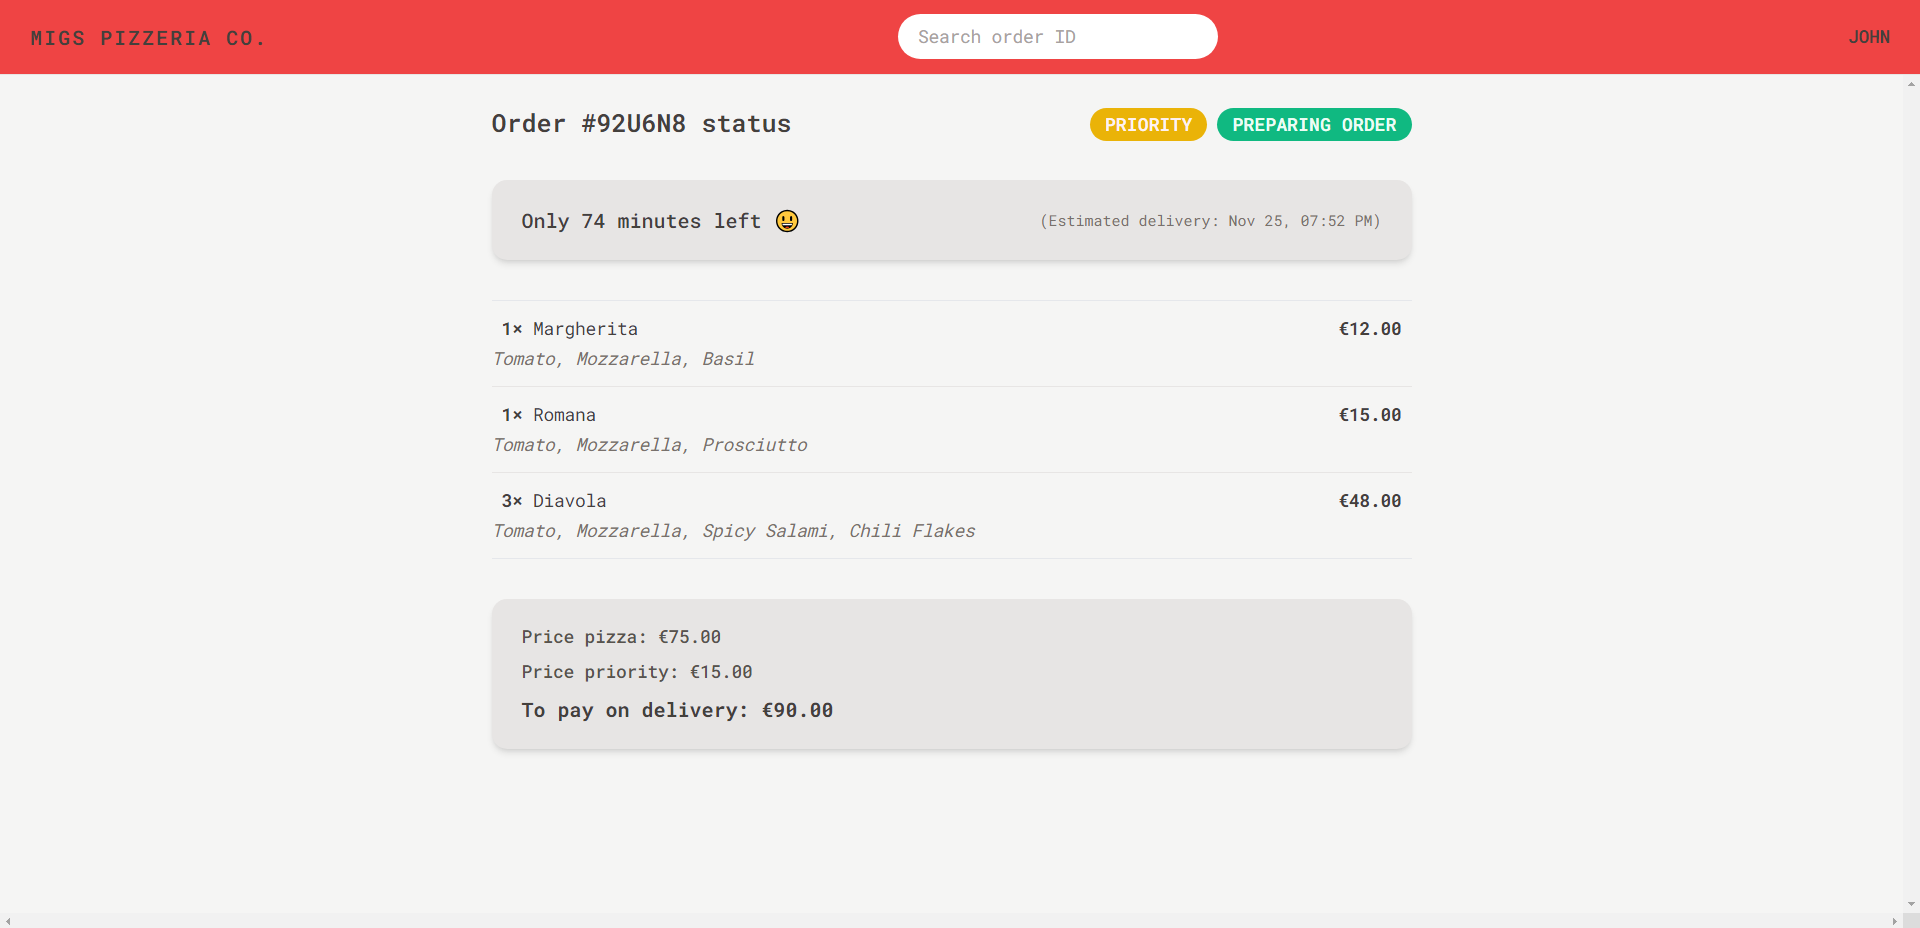 MIGS PIZZERIA CO.
Search order ID
JOHN
Order #92U6N8 status
PRIORITY
PREPARING ORDER
Only 74 minutes left 😃
(Estimated delivery: Nov 25, 07:52 PM)
1× Margherita
€12.00
Tomato, Mozzarella, Basil
1× Romana
€15.00
Tomato, Mozzarella, Prosciutto
3× Diavola
€48.00
Tomato, Mozzarella, Spicy Salami, Chili Flakes
Price pizza: €75.00
Price priority: €15.00
To pay on delivery: €90.00